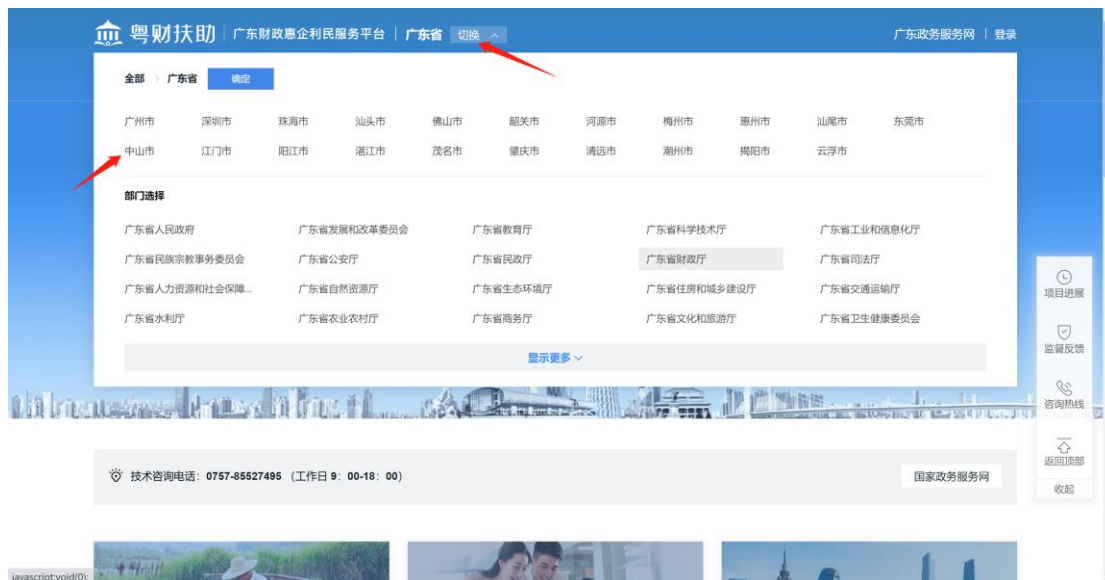 粤财扶助 广东财政惠企利民服务平台 广东省 切换 广东政务服务网 登录
全部 广东省 确定
广州市 深圳市 珠海市 汕头市 佛山市 韶关市 河源市 梅州市 惠州市 汕尾市 东莞市
中山市 江门市 阳江市 湛江市 茂名市 肇庆市 清远市 潮州市 揭阳市 云浮市
部门选择
广东省人民政府 广东省发展和改革委员会 广东省教育厅 广东省科学技术厅 广东省工业和信息化厅
广东省民族宗教事务委员会 广东省公安厅 广东省民政厅 广东省财政厅 广东省司法厅
广东省人力资源和社会保障... 广东省自然资源厅 广东省生态环境厅 广东省住房和城乡建设厅 广东省交通运输厅
广东省水利厅 广东省农业农村厅 广东省商务厅 广东省文化和旅游厅 广东省卫生健康委员会
显示更多
项目进展
监督反馈
咨询热线
返回顶部
收起
技术咨询电话：0757-85527495 （工作日 9：00-18：00） 国家政务服务网
javascript:void(0);